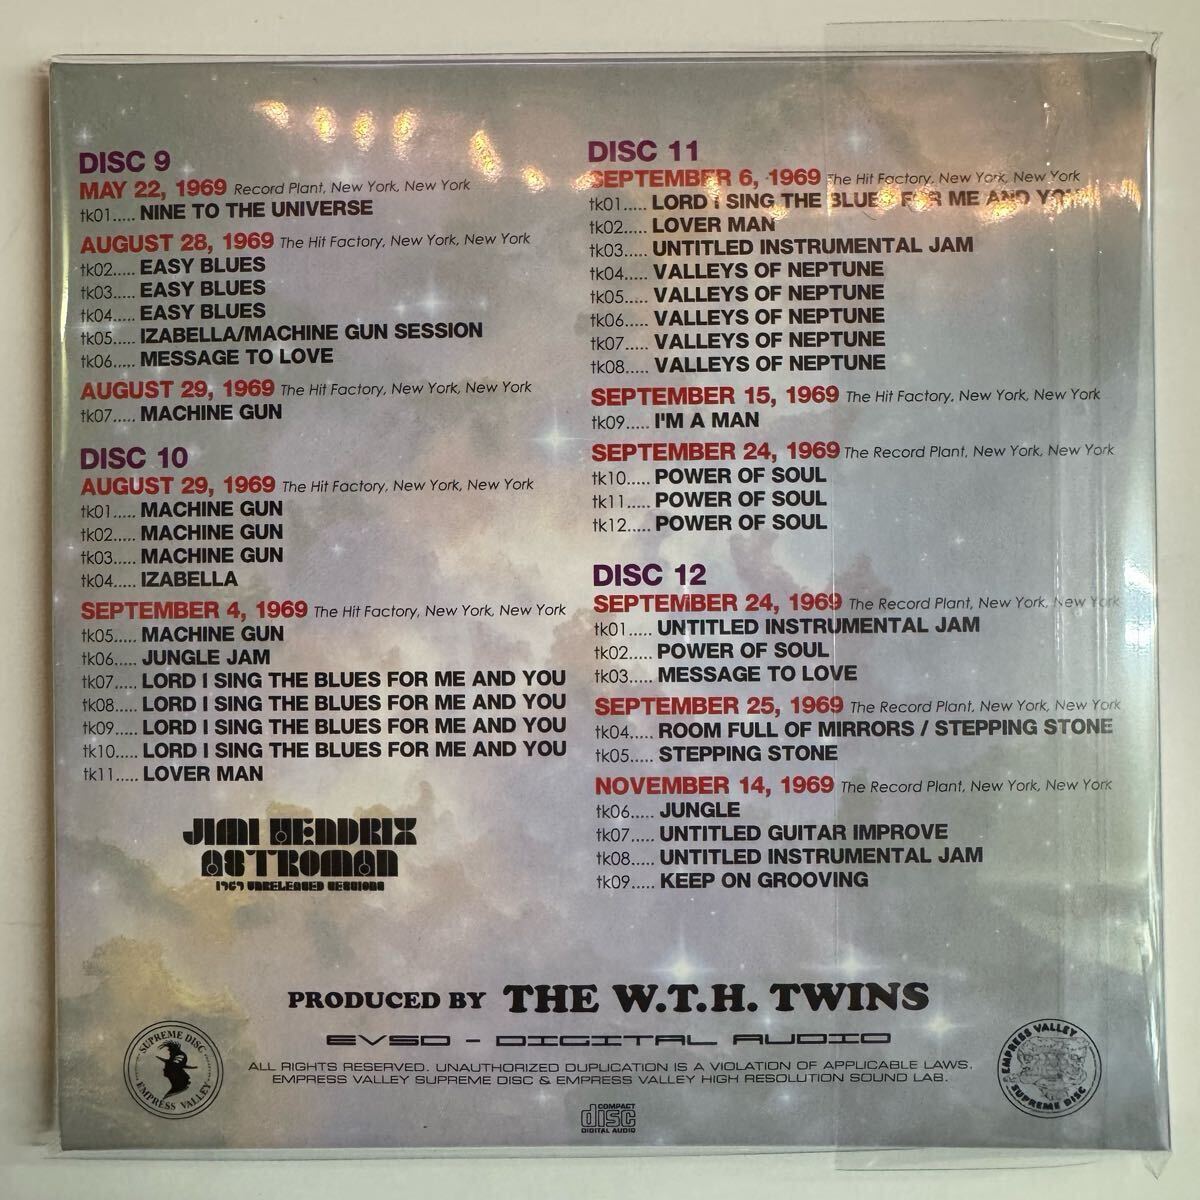 DISC 9
MAY 22, 1969 Record Plant, New York, New York
tk01..... NINE TO THE UNIVERSE
AUGUST 28, 1969 The Hit Factory, New York, New York
tk02..... EASY BLUES
tk03..... EASY BLUES
tk04..... EASY BLUES
tk05..... IZABELLA/MACHINE GUN SESSION
tk06..... MESSAGE TO LOVE
AUGUST 29, 1969 The Hit Factory, New York, New York
tk07..... MACHINE GUN
DISC 10
AUGUST 29, 1969 The Hit Factory, New York, New York
tk01..... MACHINE GUN
tk02..... MACHINE GUN
tk03..... MACHINE GUN
tk04..... IZABELLA
SEPTEMBER 4, 1969 The Hit Factory, New York, New York
tk05..... MACHINE GUN
tk06..... JUNGLE JAM
tk07..... LORD I SING THE BLUES FOR ME AND YOU
tk08..... LORD I SING THE BLUES FOR ME AND YOU
tk09..... LORD I SING THE BLUES FOR ME AND YOU
tk10..... LORD I SING THE BLUES FOR ME AND YOU
tk11..... LOVER MAN
JIMI HENDRIX
ASTROMAN
1969 UNRELEASED SESSIONS
DISC 11
SEPTEMBER 6, 1969 The Hit Factory, New York, New York
tk01..... LORD I SING THE BLUES FOR ME AND YOU
tk02..... LOVER MAN
tk03..... UNTITLED INSTRUMENTAL JAM
tk04..... VALLEYS OF NEPTUNE
tk05..... VALLEYS OF NEPTUNE
tk06..... VALLEYS OF NEPTUNE
tk07..... VALLEYS OF NEPTUNE
tk08..... VALLEYS OF NEPTUNE
SEPTEMBER 15, 1969 The Hit Factory, New York, New York
tk09..... I'M A MAN
SEPTEMBER 24, 1969 The Record Plant, New York, New York
tk10..... POWER OF SOUL
tk11..... POWER OF SOUL
tk12..... POWER OF SOUL
DISC 12
SEPTEMBER 24, 1969 The Record Plant, New York, New York
tk01..... UNTITLED INSTRUMENTAL JAM
tk02..... POWER OF SOUL
tk03..... MESSAGE TO LOVE
SEPTEMBER 25, 1969 The Record Plant, New York, New York
tk04..... ROOM FULL OF MIRRORS / STEPPING STONE
tk05..... STEPPING STONE
NOVEMBER 14, 1969 The Record Plant, New York, New York
tk06..... JUNGLE
tk07..... UNTITLED GUITAR IMPROVE
tk08..... UNTITLED INSTRUMENTAL JAM
tk09..... KEEP ON GROOVING
PRODUCED BY THE W.T.H. TWINS
EVSD - DIGITAL AUDIO
ALL RIGHTS RESERVED. UNAUTHORIZED DUPLICATION IS A VIOLATION OF APPLICABLE LAWS.
EMPRESS VALLEY SUPREME DISC & EMPRESS VALLEY HIGH RESOLUTION SOUND LAB.
SUPREME DISC
EMPRESS VALLEY
EMPRESS VALLEY
SUPREME DISC
COMPACT
disc
DIGITAL AUDIO